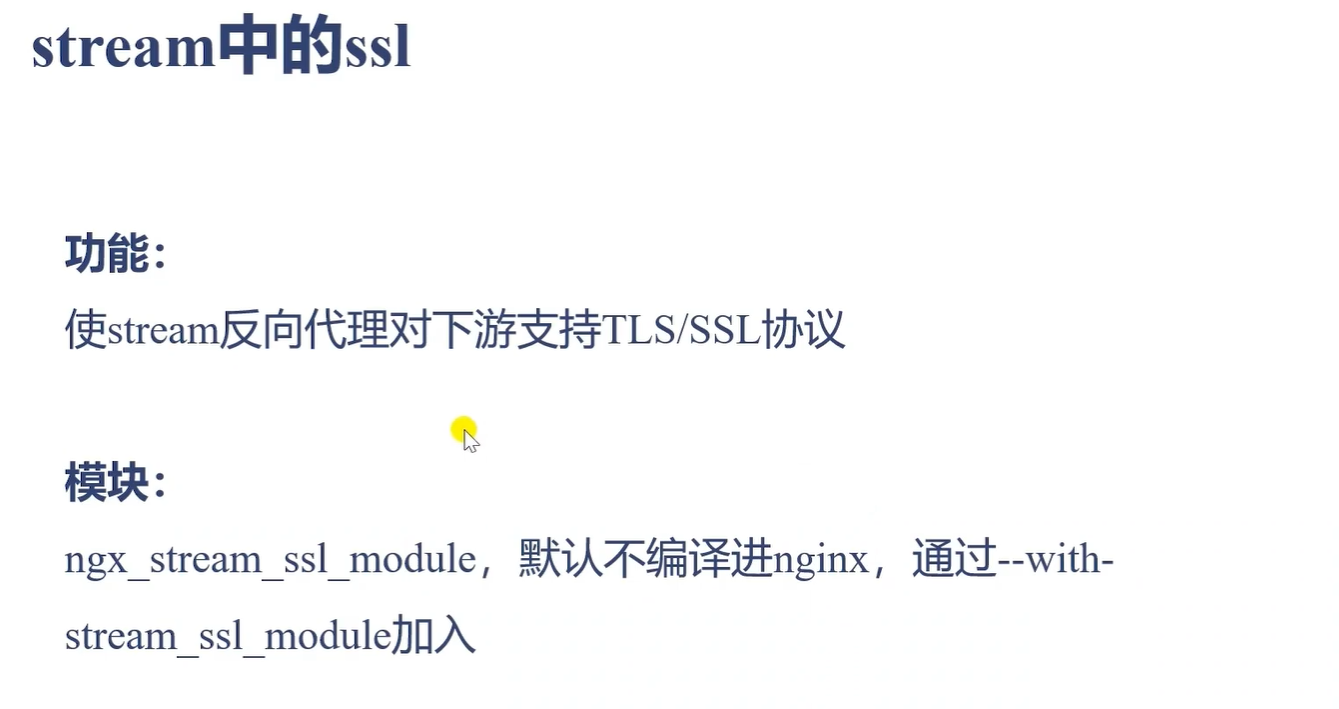 stream中的ssl
功能：
使stream反向代理对下游支持TLS/SSL协议
模块：
ngx_stream_ssl_module，默认不编译进nginx，通过--with-
stream_ssl_module加入